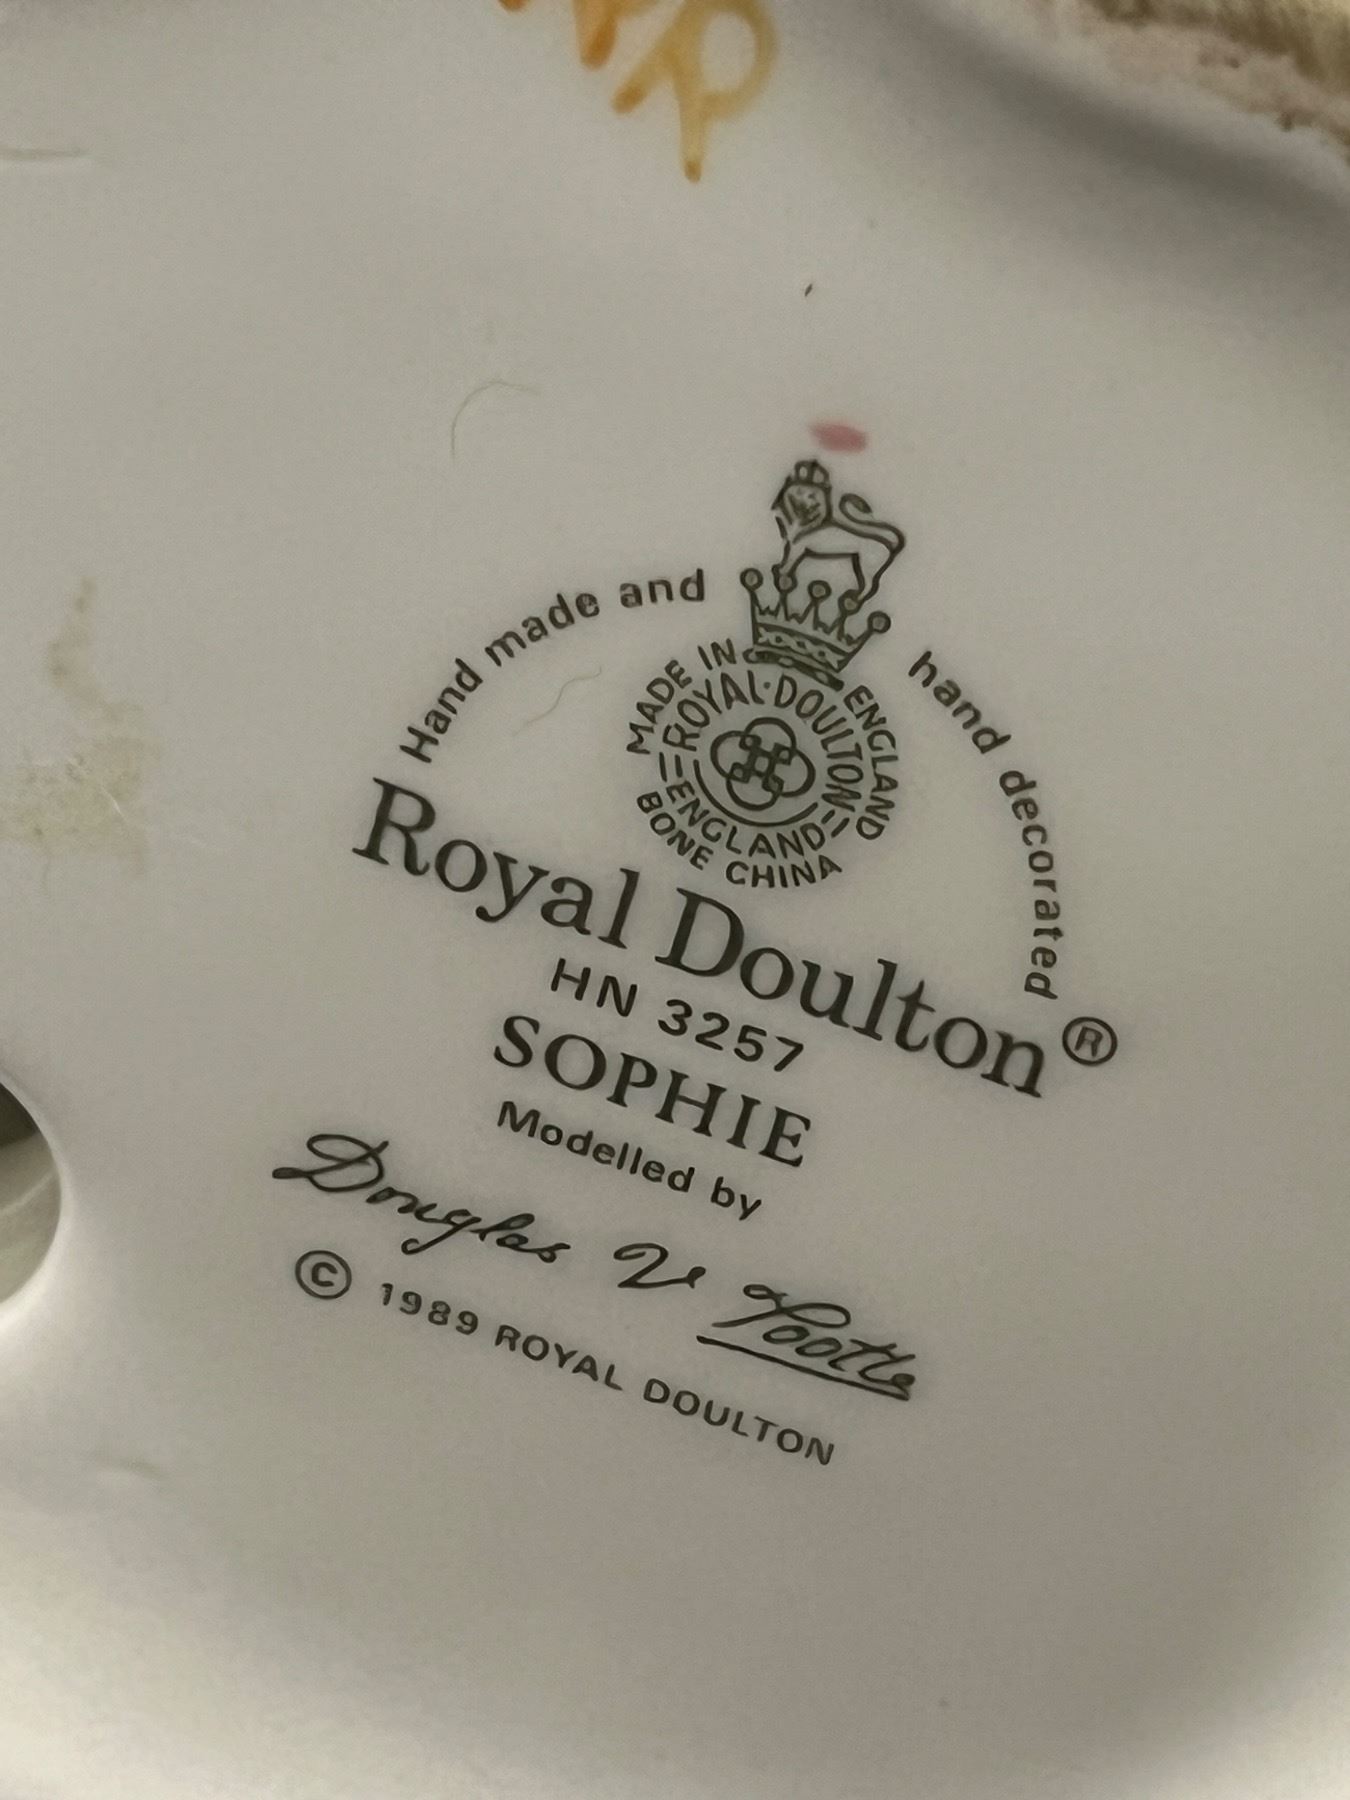 Hand made and hand decorated
MADE IN ENGLAND
ROYAL·DOULTON
ENGLAND
BONE CHINA
Royal Doulton®
HN 3257
SOPHIE
Modelled by
Douglas V Tootle
© 1989 ROYAL DOULTON